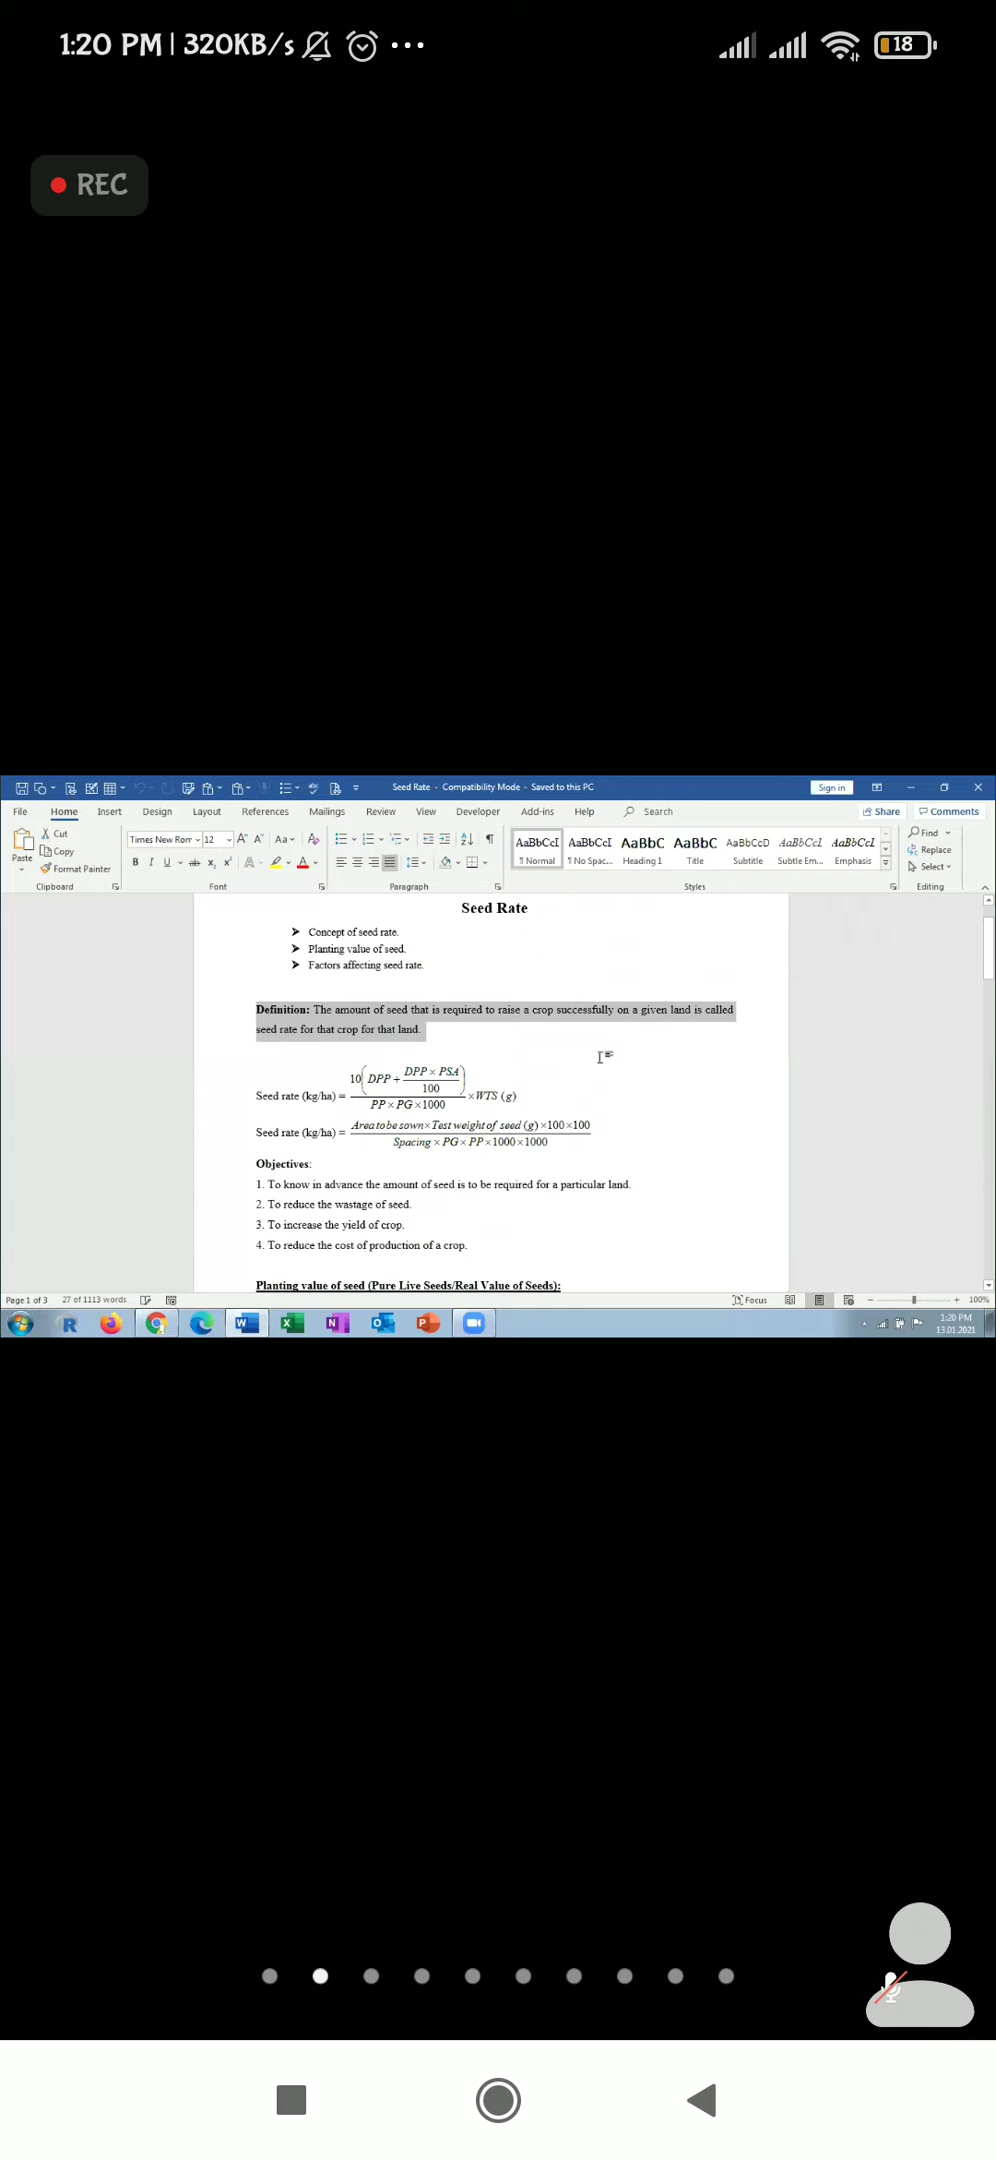 1:20 PM | 320KB/s ... 18
REC
Seed Rate - Compatibility Mode - Saved to this PC Sign in
File Home Insert Design Layout References Mailings Review View Developer Add-ins Help Search Share Comments
Paste Cut Copy Format Painter
Times New Rom 12
B I U ab x₂ x² A A
AaBbCcI AaBbCcI AaBbC AaBbC AaBbCcD AaBbCcI AaBbCcI
¶ Normal ¶ No Spac... Heading 1 Title Subtitle Subtle Em... Emphasis
Find
Replace
Select
Clipboard Font Paragraph Styles Editing
Seed Rate
➤ Concept of seed rate.
➤ Planting value of seed.
➤ Factors affecting seed rate.
Definition: The amount of seed that is required to raise a crop successfully on a given land is called
seed rate for that crop for that land.
Seed rate (kg/ha) = 10(DPP + DPP × PSA / 100) / PP × PG × 1000 × WTS (g)
Seed rate (kg/ha) = Area to be sown × Test weight of seed (g) × 100 × 100 / Spacing × PG × PP × 1000 × 1000
Objectives:
1. To know in advance the amount of seed is to be required for a particular land.
2. To reduce the wastage of seed.
3. To increase the yield of crop.
4. To reduce the cost of production of a crop.
Planting value of seed (Pure Live Seeds/Real Value of Seeds):
Page 1 of 3 27 of 1113 words Focus 100%
1:20 PM
13.01.2021